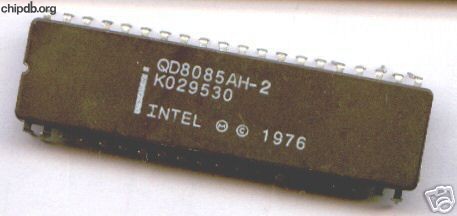 chipdb.org
QD8085AH-2
K029530
INTEL Ⓜ © 1976